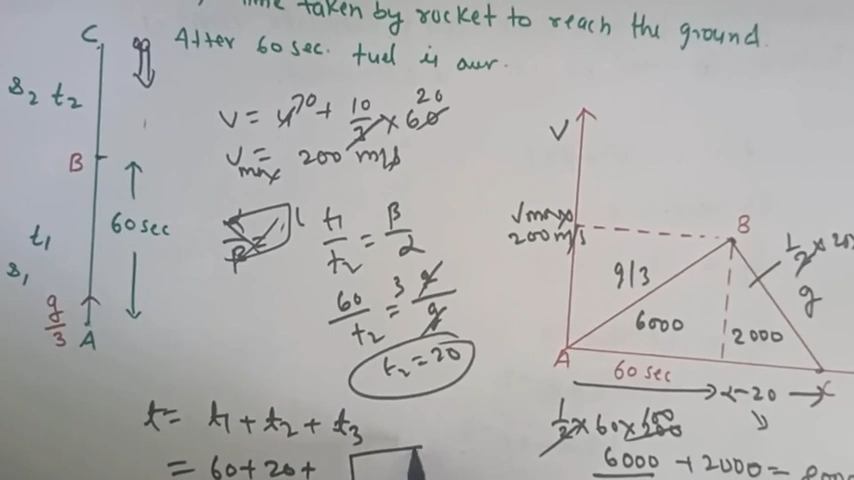 time taken by rocket to reach the ground.
After 60 sec. fuel is over.
C
g
s2 t2
B
60 sec
t1
s1
g/3
A
v = u + 10/3 × 60
20
Vmax = 200 m/s
t1/t2 = β/α
60/t2 = 3 g/g
t2 = 20
t = t1 + t2 + t3
= 60 + 20 +
V
Vmax
200 m/s
B
g/3
6000
2000
g
A
60 sec
20
1/2 × 60 ×
6000 + 2000 =